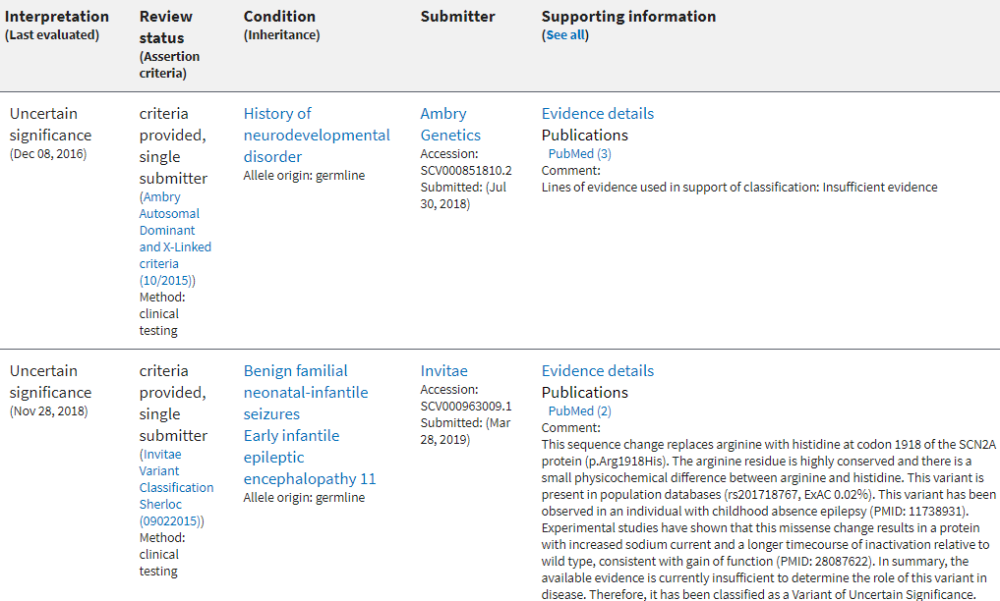 Interpretation
(Last evaluated)
Review
status
(Assertion
criteria)
Condition
(Inheritance)
Submitter
Supporting information
(See all)
Uncertain
significance
(Dec 08, 2016)
criteria
provided,
single
submitter
(Ambry
Autosomal
Dominant
and X-Linked
criteria
(10/2015))
Method:
clinical
testing
History of
neurodevelopmental
disorder
Allele origin: germline
Ambry
Genetics
Accession:
SCV000851810.2
Submitted: (Jul
30, 2018)
Evidence details
Publications
PubMed (3)
Comment:
Lines of evidence used in support of classification: Insufficient evidence
Uncertain
significance
(Nov 28, 2018)
criteria
provided,
single
submitter
(Invitae
Variant
Classification
Sherloc
(09022015))
Method:
clinical
testing
Benign familial
neonatal-infantile
seizures
Early infantile
epileptic
encephalopathy 11
Allele origin: germline
Invitae
Accession:
SCV000963009.1
Submitted: (Mar
28, 2019)
Evidence details
Publications
PubMed (2)
Comment:
This sequence change replaces arginine with histidine at codon 1918 of the SCN2A
protein (p.Arg1918His). The arginine residue is highly conserved and there is a
small physicochemical difference between arginine and histidine. This variant is
present in population databases (rs201718767, ExAC 0.02%). This variant has been
observed in an individual with childhood absence epilepsy (PMID: 11738931).
Experimental studies have shown that this missense change results in a protein
with increased sodium current and a longer timecourse of inactivation relative to
wild type, consistent with gain of function (PMID: 28087622). In summary, the
available evidence is currently insufficient to determine the role of this variant in
disease. Therefore, it has been classified as a Variant of Uncertain Significance.